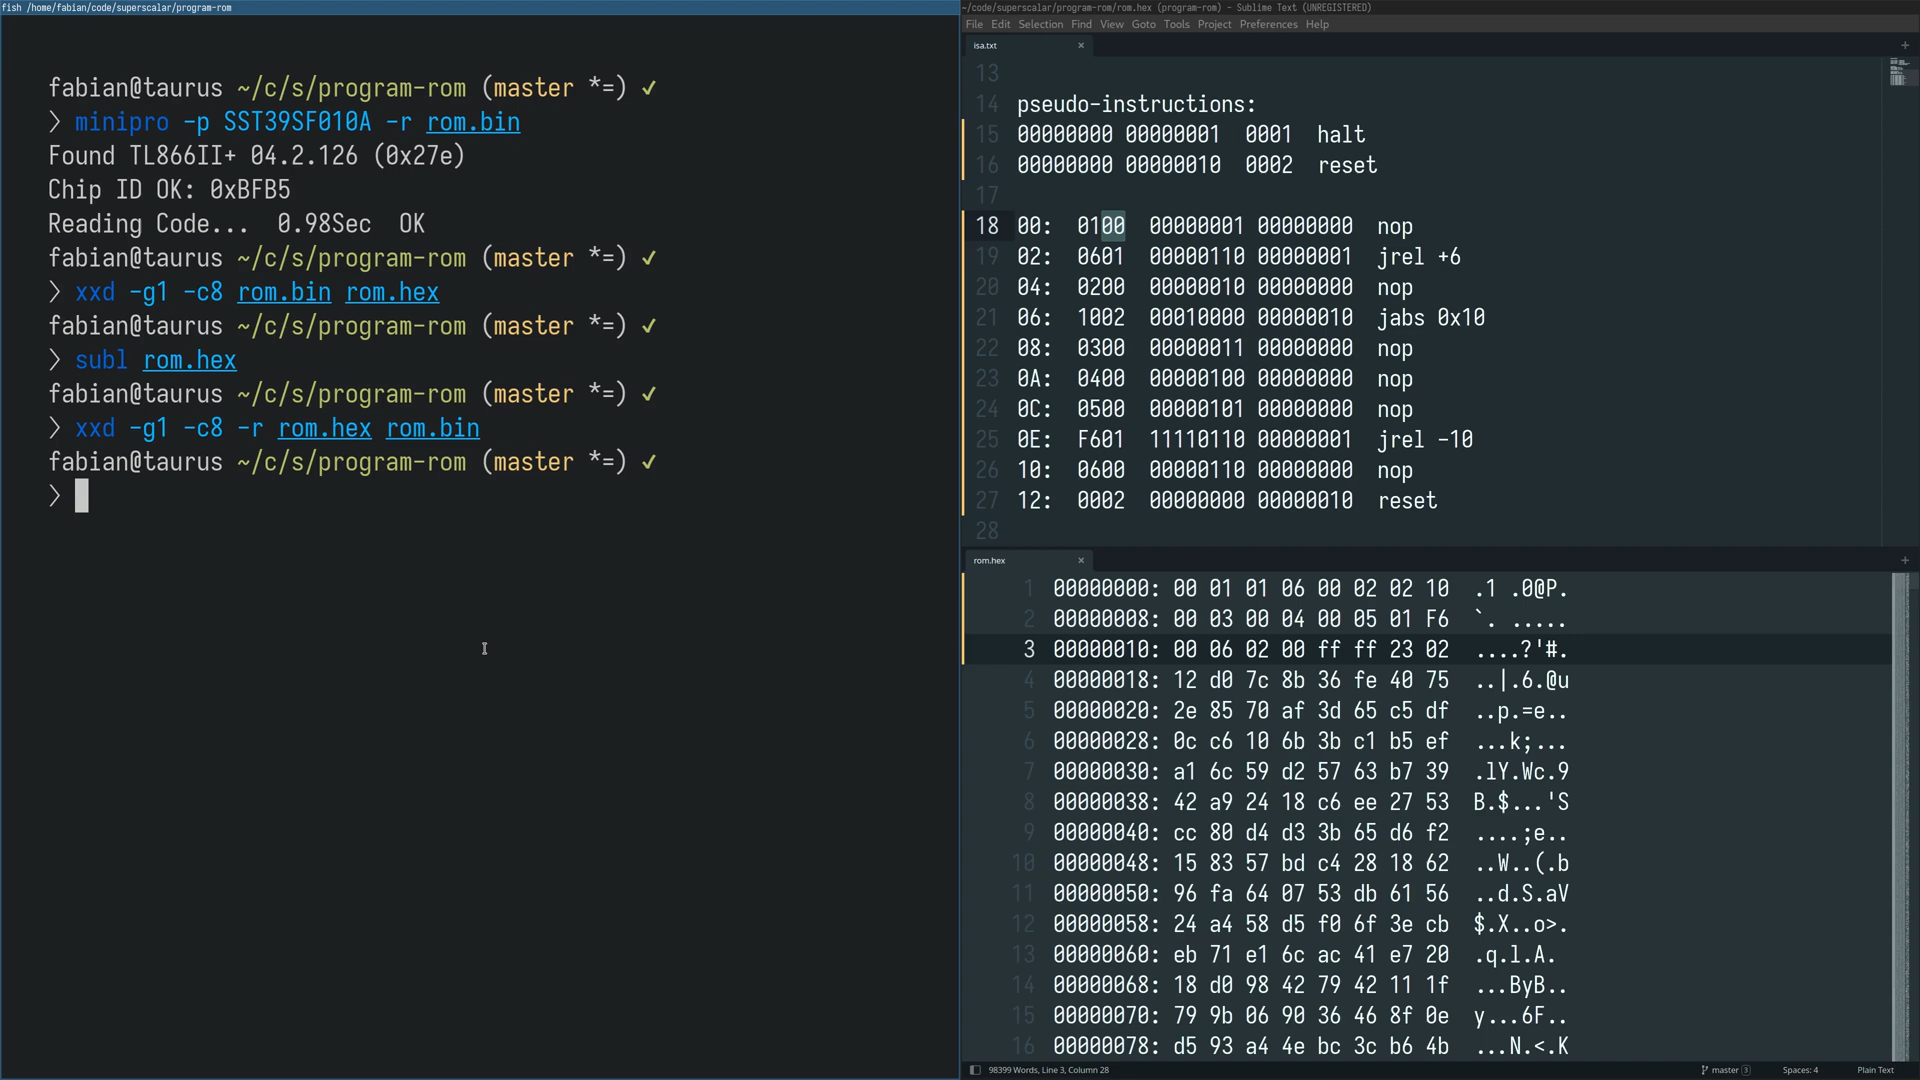 fish /home/fabian/code/superscalar/program-rom
fabian@taurus ~/c/s/program-rom (master *=) ✓
> minipro -p SST39SF010A -r rom.bin
Found TL866II+ 04.2.126 (0x27e)
Chip ID OK: 0xBFB5
Reading Code...  0.98Sec  OK
fabian@taurus ~/c/s/program-rom (master *=) ✓
> xxd -g1 -c8 rom.bin rom.hex
fabian@taurus ~/c/s/program-rom (master *=) ✓
> subl rom.hex
fabian@taurus ~/c/s/program-rom (master *=) ✓
> xxd -g1 -c8 -r rom.hex rom.bin
fabian@taurus ~/c/s/program-rom (master *=) ✓
>
~/code/superscalar/program-rom/rom.hex (program-rom) - Sublime Text (UNREGISTERED)
File Edit Selection Find View Goto Tools Project Preferences Help
isa.txt × +
13
14 pseudo-instructions:
15 00000000 00000001  0001  halt
16 00000000 00000010  0002  reset
17
18 00:  0100  00000001 00000000  nop
19 02:  0601  00000110 00000001  jrel +6
20 04:  0200  00000010 00000000  nop
21 06:  1002  00010000 00000010  jabs 0x10
22 08:  0300  00000011 00000000  nop
23 0A:  0400  00000100 00000000  nop
24 0C:  0500  00000101 00000000  nop
25 0E:  F601  11110110 00000001  jrel -10
26 10:  0600  00000110 00000000  nop
27 12:  0002  00000000 00000010  reset
28
rom.hex × +
1 00000000: 00 01 01 06 00 02 02 10  .1 .0@P.
2 00000008: 00 03 00 04 00 05 01 F6  `. .....
3 00000010: 00 06 02 00 ff ff 23 02  ....?'#.
4 00000018: 12 d0 7c 8b 36 fe 40 75  ..|.6.@u
5 00000020: 2e 85 70 af 3d 65 c5 df  ..p.=e..
6 00000028: 0c c6 10 6b 3b c1 b5 ef  ...k;...
7 00000030: a1 6c 59 d2 57 63 b7 39  .lY.Wc.9
8 00000038: 42 a9 24 18 c6 ee 27 53  B.$...'S
9 00000040: cc 80 d4 d3 3b 65 d6 f2  ....;e..
10 00000048: 15 83 57 bd c4 28 18 62  ..W..(.b
11 00000050: 96 fa 64 07 53 db 61 56  ..d.S.aV
12 00000058: 24 a4 58 d5 f0 6f 3e cb  $.X..o>.
13 00000060: eb 71 e1 6c ac 41 e7 20  .q.l.A.
14 00000068: 18 d0 98 42 79 42 11 1f  ...ByB..
15 00000070: 79 9b 06 90 36 46 8f 0e  y...6F..
16 00000078: d5 93 a4 4e bc 3c b6 4b  ...N.<.K
98399 Words, Line 3, Column 28 master 3 Spaces: 4 Plain Text